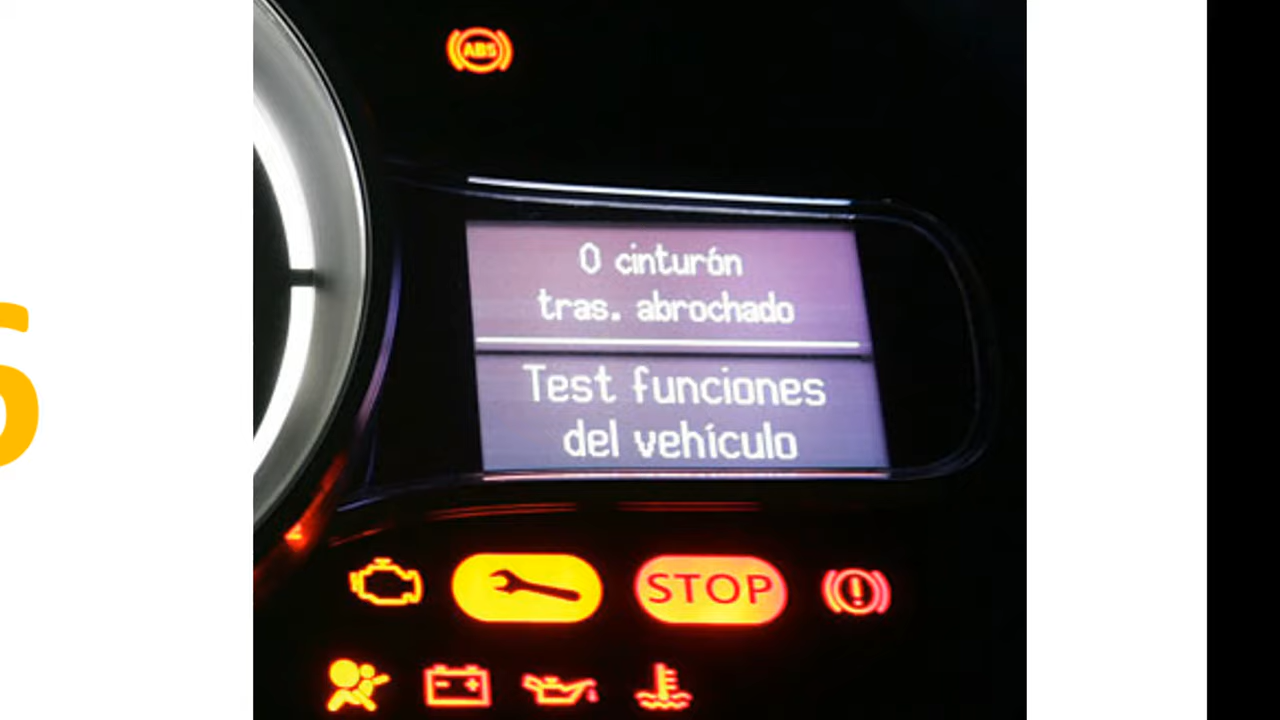 ABS
0 cinturón
tras. abrochado
Test funciones
del vehículo
STOP